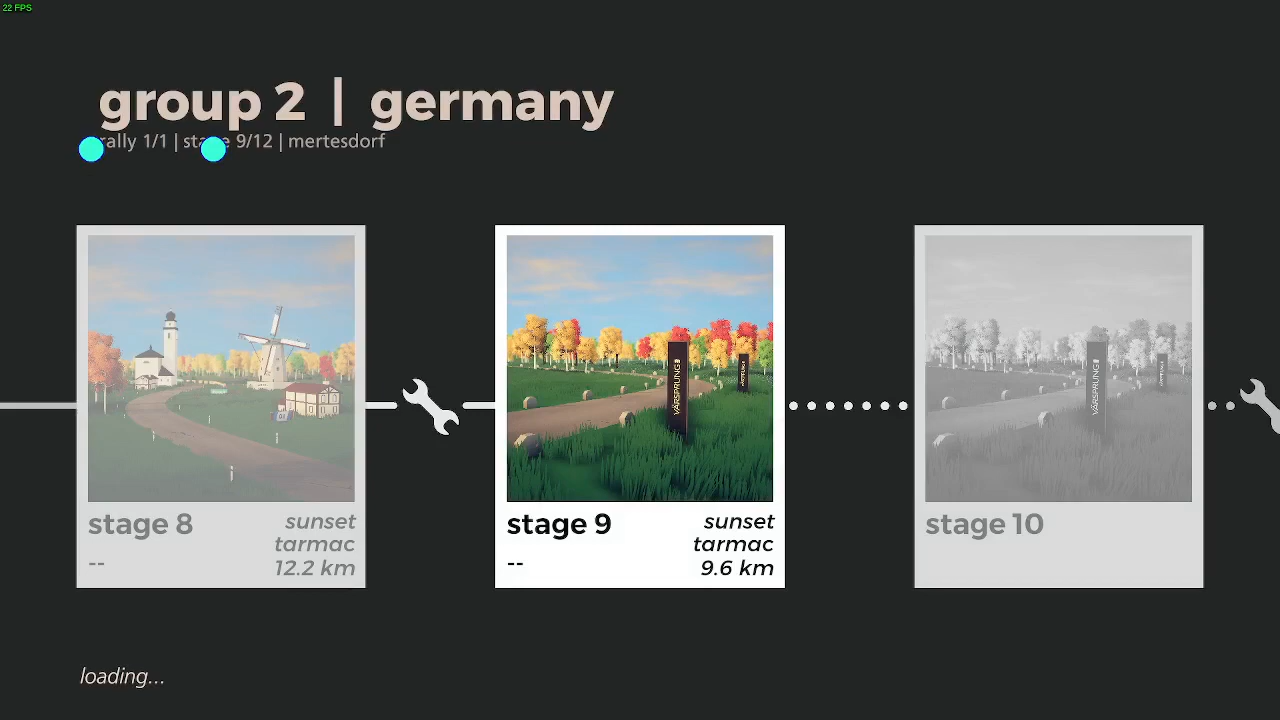 22 FPS
group 2 | germany
rally 1/1 | stage 9/12 | mertesdorf
VÄRSPRUNG
stage 8
sunset
tarmac
--
12.2 km
stage 9
sunset
tarmac
--
9.6 km
stage 10
loading...